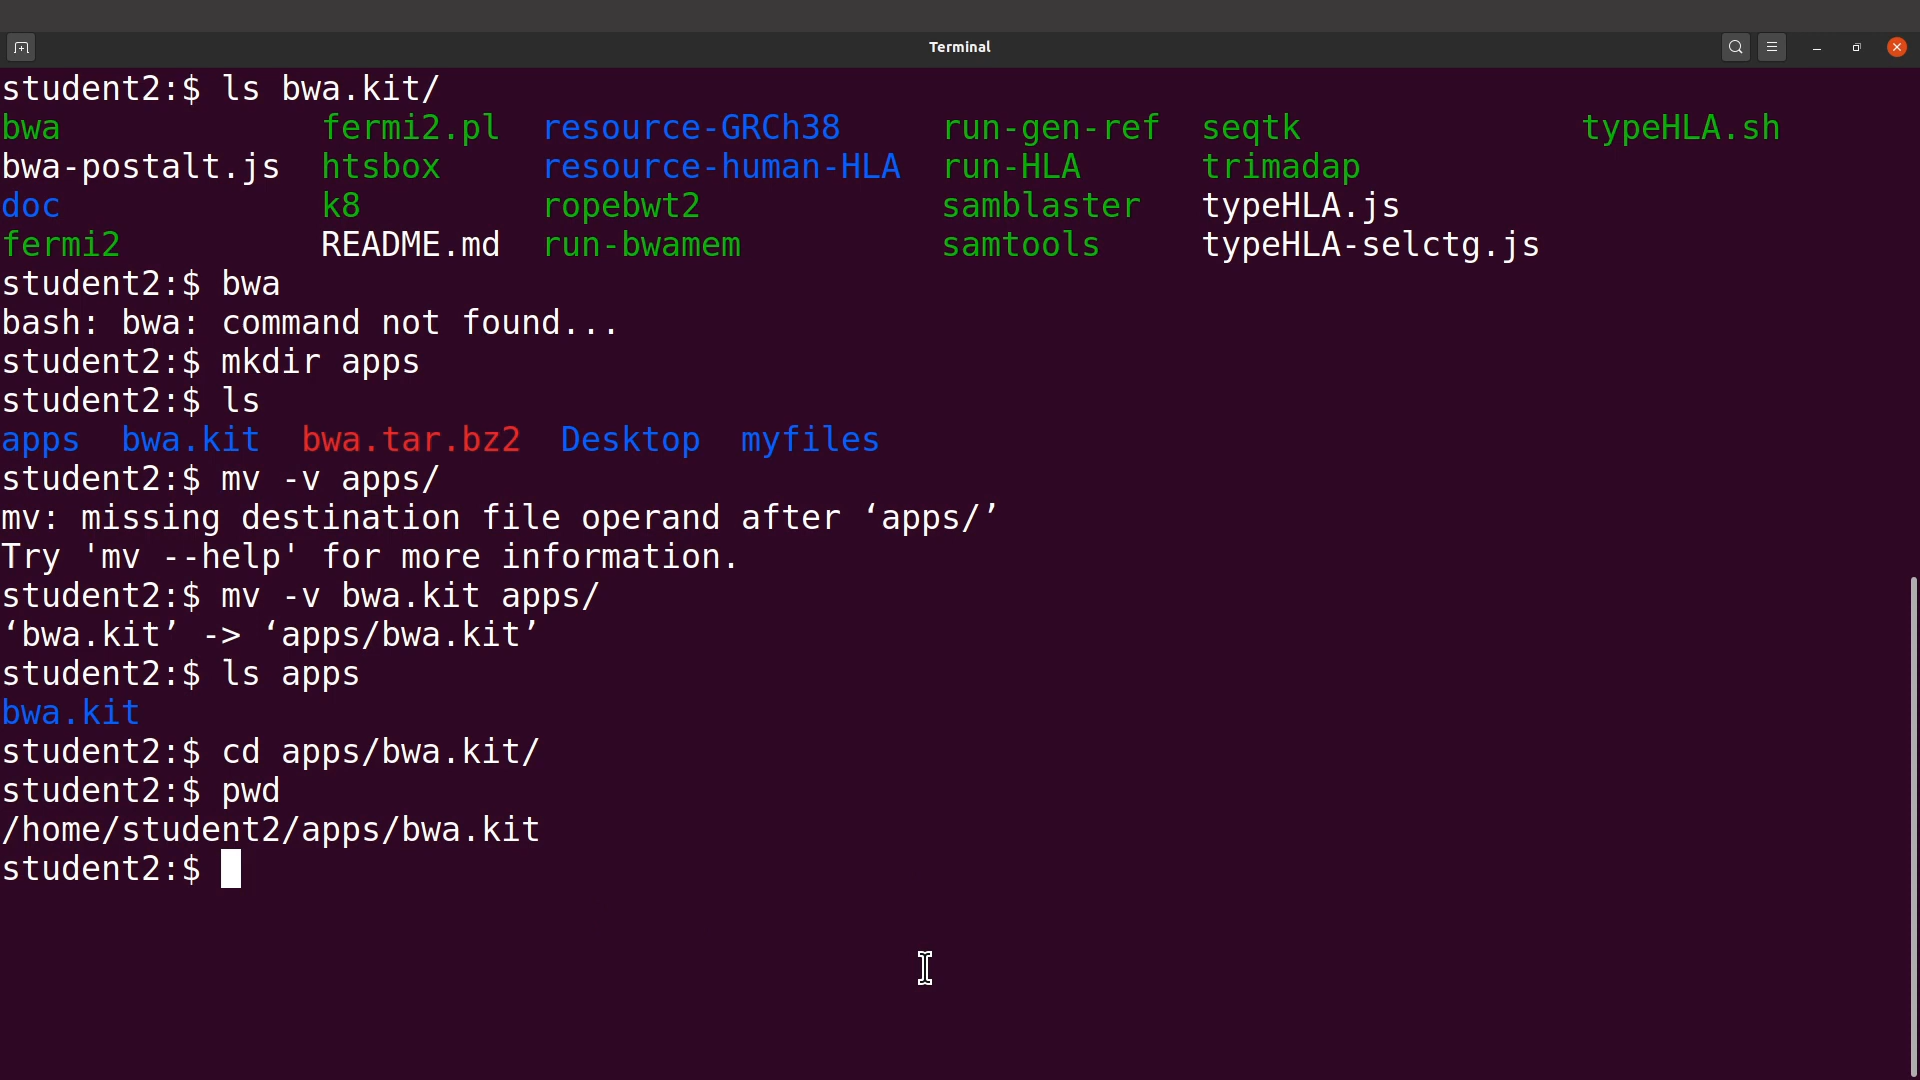 Terminal
student2:$ ls bwa.kit/
bwa fermi2.pl resource-GRCh38 run-gen-ref seqtk typeHLA.sh
bwa-postalt.js htsbox resource-human-HLA run-HLA trimadap
doc k8 ropebwt2 samblaster typeHLA.js
fermi2 README.md run-bwamem samtools typeHLA-selctg.js
student2:$ bwa
bash: bwa: command not found...
student2:$ mkdir apps
student2:$ ls
apps bwa.kit bwa.tar.bz2 Desktop myfiles
student2:$ mv -v apps/
mv: missing destination file operand after ‘apps/’
Try 'mv --help' for more information.
student2:$ mv -v bwa.kit apps/
‘bwa.kit’ -> ‘apps/bwa.kit’
student2:$ ls apps
bwa.kit
student2:$ cd apps/bwa.kit/
student2:$ pwd
/home/student2/apps/bwa.kit
student2:$